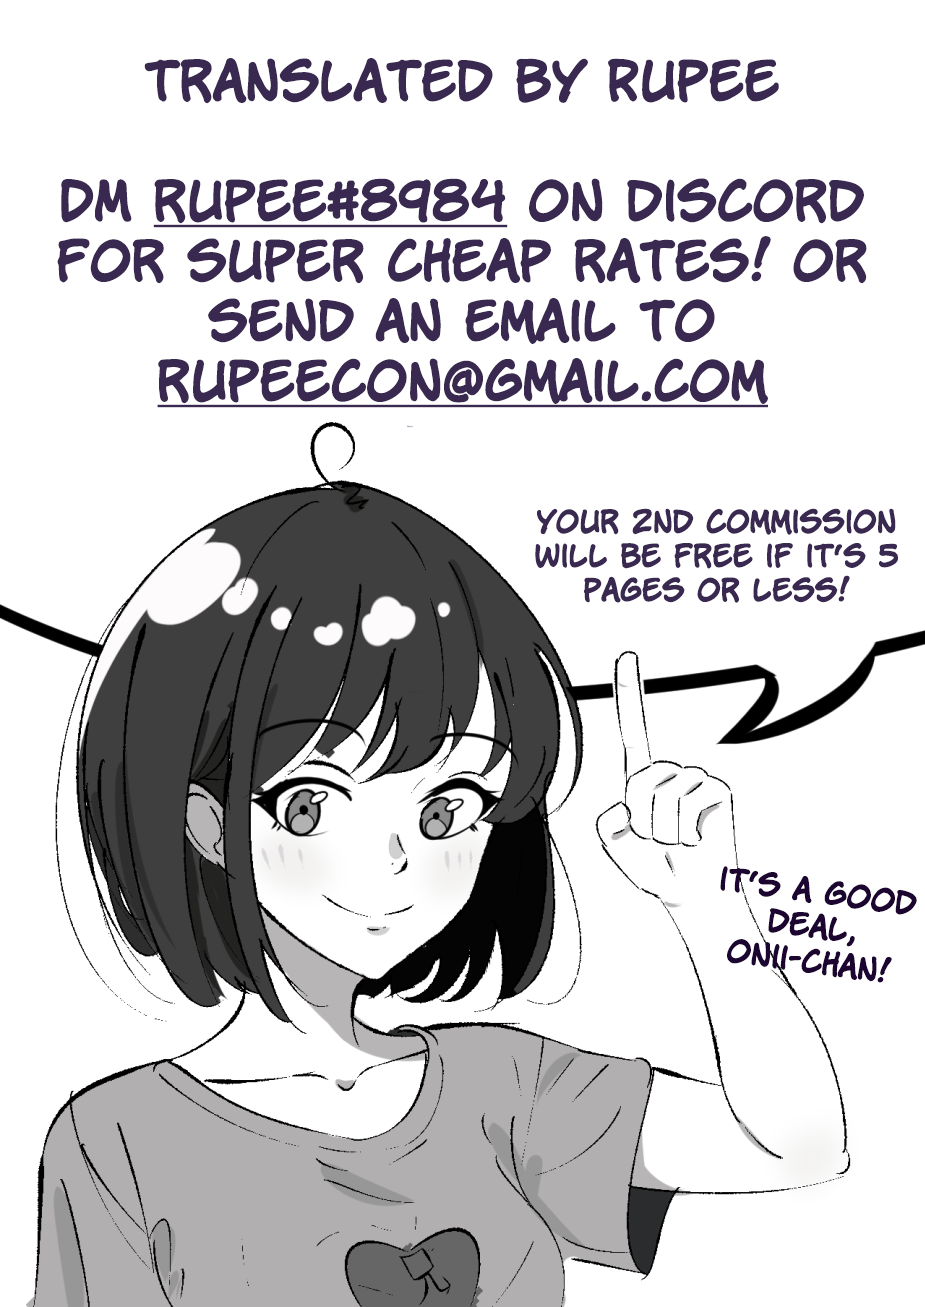 TRANSLATED BY RUPEE
DM RUPEE#8984 ON DISCORD
FOR SUPER CHEAP RATES! OR
SEND AN EMAIL TO
RUPEECON@GMAIL.COM
YOUR 2ND COMMISSION
WILL BE FREE IF IT'S 5
PAGES OR LESS!
IT'S A GOOD
DEAL,
ONII-CHAN!